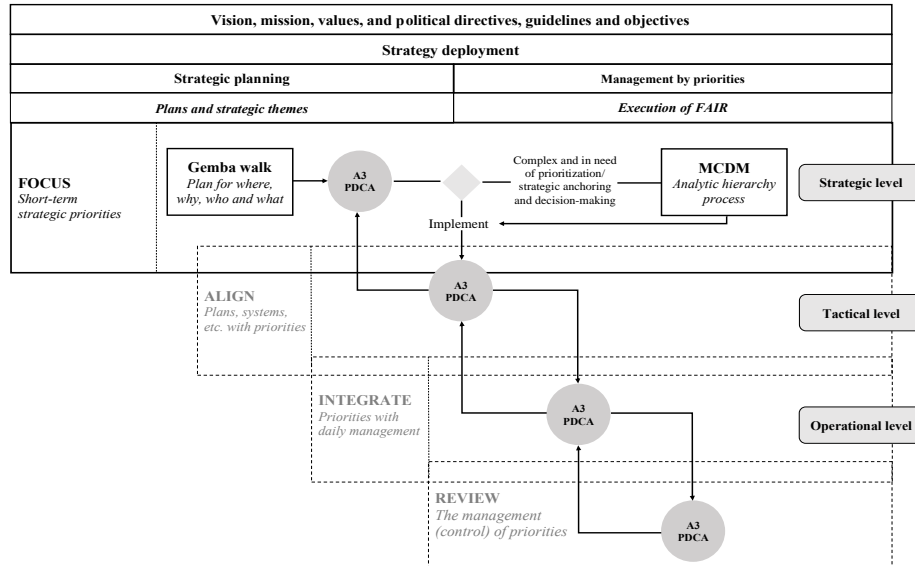 Vision, mission, values, and political directives, guidelines and objectives
Strategy deployment
Strategic planning
Management by priorities
Plans and strategic themes
Execution of FAIR
FOCUS
Short-term
strategic priorities
Gemba walk
Plan for where,
why, who and what
A3
PDCA
Complex and in need
of prioritization/
strategic anchoring
and decision-making
MCDM
Analytic hierarchy
process
Strategic level
Implement
ALIGN
Plans, systems,
etc. with priorities
A3
PDCA
Tactical level
INTEGRATE
Priorities with
daily management
A3
PDCA
Operational level
REVIEW
The management
(control) of priorities
A3
PDCA